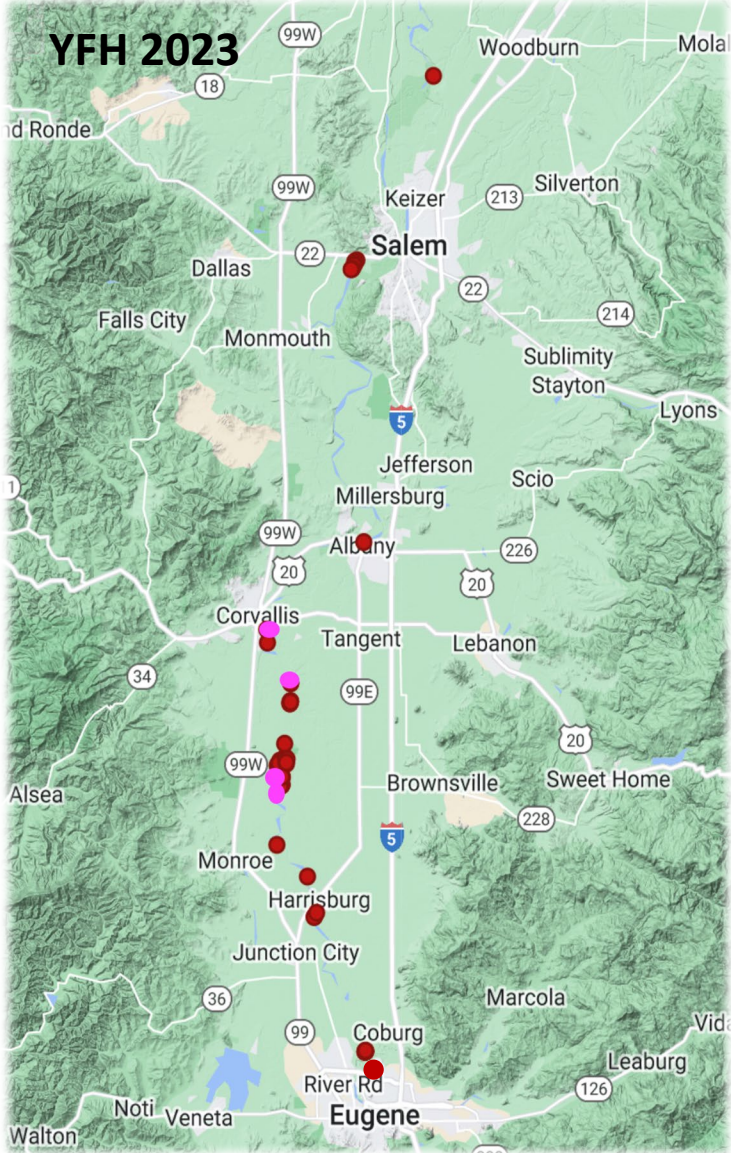 YFH 2023
99W
Woodburn
Mola
18
nd Ronde
99W
Keizer
213
Silverton
Salem
22
Dallas
22
214
Falls City
Monmouth
Sublimity
Stayton
Lyons
5
Jefferson
Scio
Millersburg
1
99W
Albany
226
20
20
Corvallis
Tangent
Lebanon
34
99E
20
99W
Alsea
Brownsville
Sweet Home
228
5
Monroe
Harrisburg
Junction City
36
Marcola
99
Coburg
Vida
Leaburg
River Rd
126
Noti
Veneta
Eugene
Walton